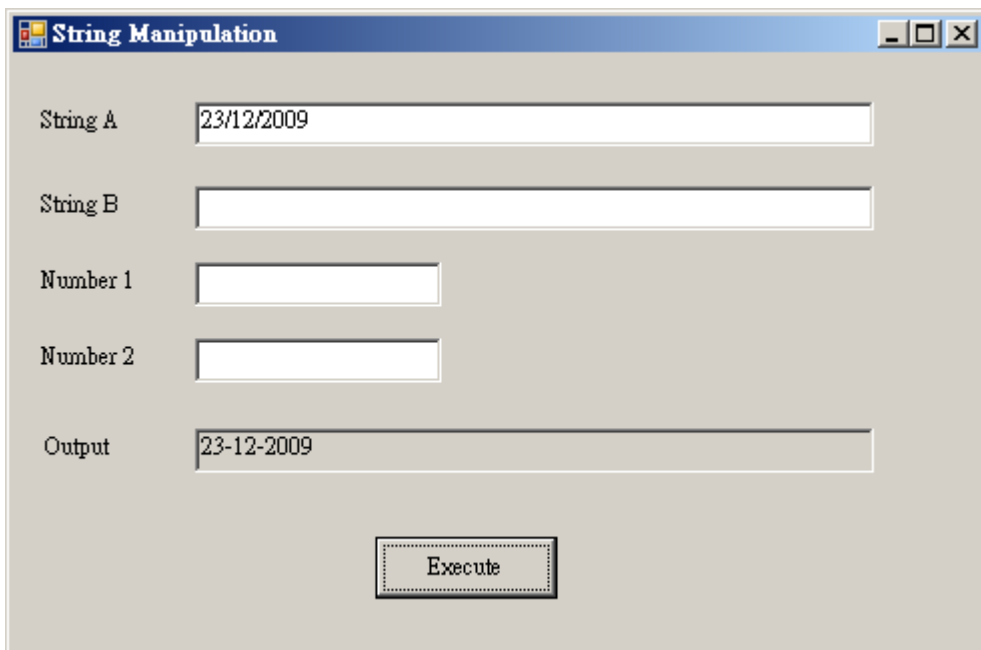 String Manipulation
String A 23/12/2009
String B
Number 1
Number 2
Output 23-12-2009
Execute